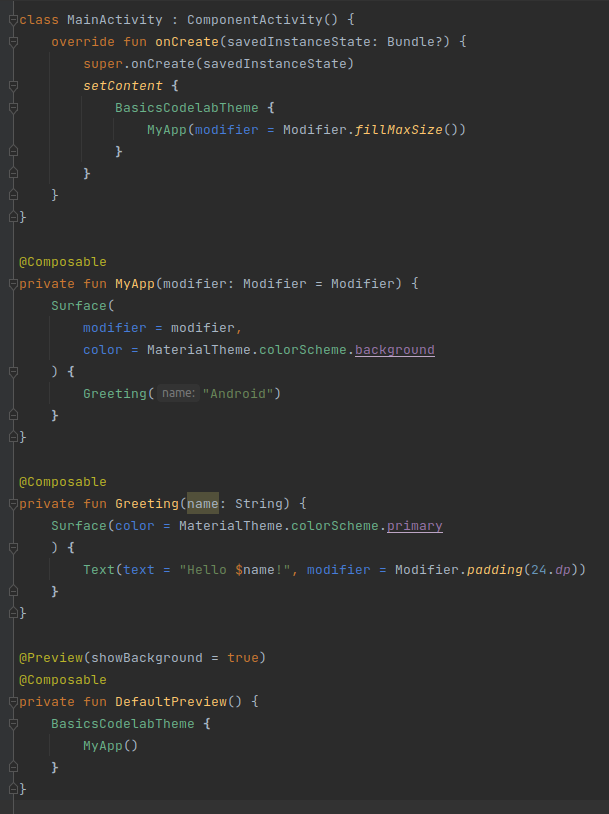 class MainActivity : ComponentActivity() {
    override fun onCreate(savedInstanceState: Bundle?) {
        super.onCreate(savedInstanceState)
        setContent {
            BasicsCodelabTheme {
                MyApp(modifier = Modifier.fillMaxSize())
            }
        }
    }
}

@Composable
private fun MyApp(modifier: Modifier = Modifier) {
    Surface(
        modifier = modifier,
        color = MaterialTheme.colorScheme.background
    ) {
        Greeting( name: "Android")
    }
}

@Composable
private fun Greeting(name: String) {
    Surface(color = MaterialTheme.colorScheme.primary
    ) {
        Text(text = "Hello $name!", modifier = Modifier.padding(24.dp))
    }
}

@Preview(showBackground = true)
@Composable
private fun DefaultPreview() {
    BasicsCodelabTheme {
        MyApp()
    }
}